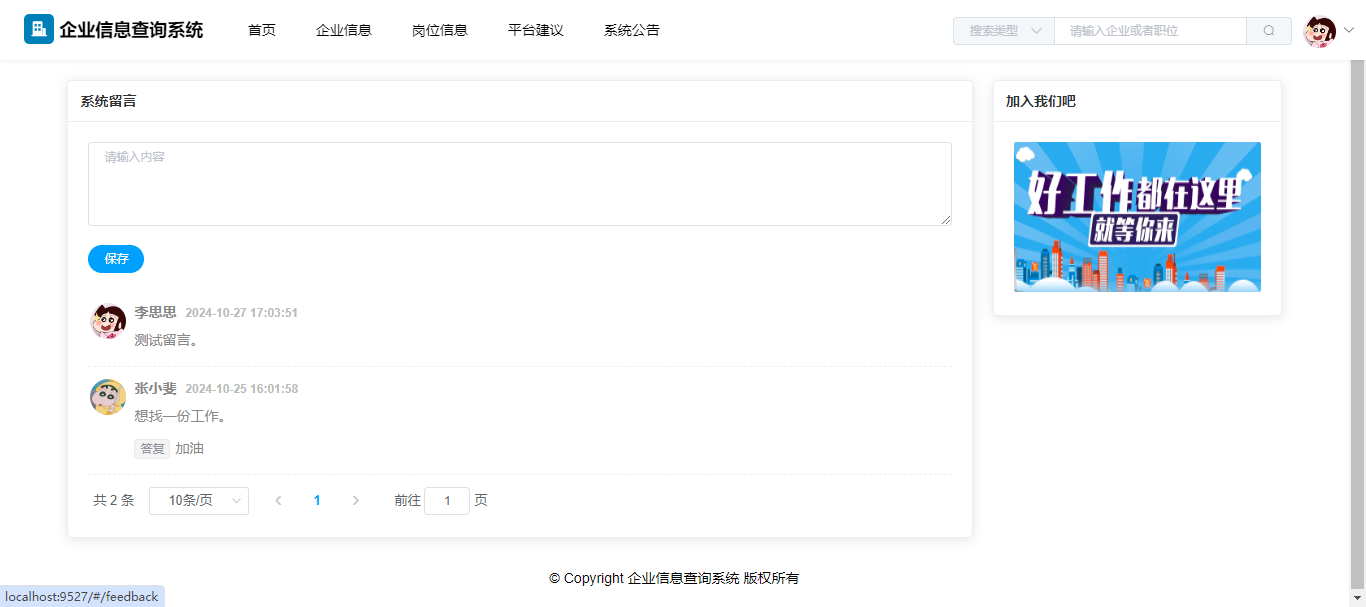 企业信息查询系统 首页 企业信息 岗位信息 平台建议 系统公告 搜索类型 请输入企业或者职位
系统留言
请输入内容
保存
李思思 2024-10-27 17:03:51
测试留言。
张小斐 2024-10-25 16:01:58
想找一份工作。
答复 加油
共 2 条 10条/页 1 前往 1 页
加入我们吧
好工作都在这里
就等你来
© Copyright 企业信息查询系统 版权所有
localhost:9527/#/feedback